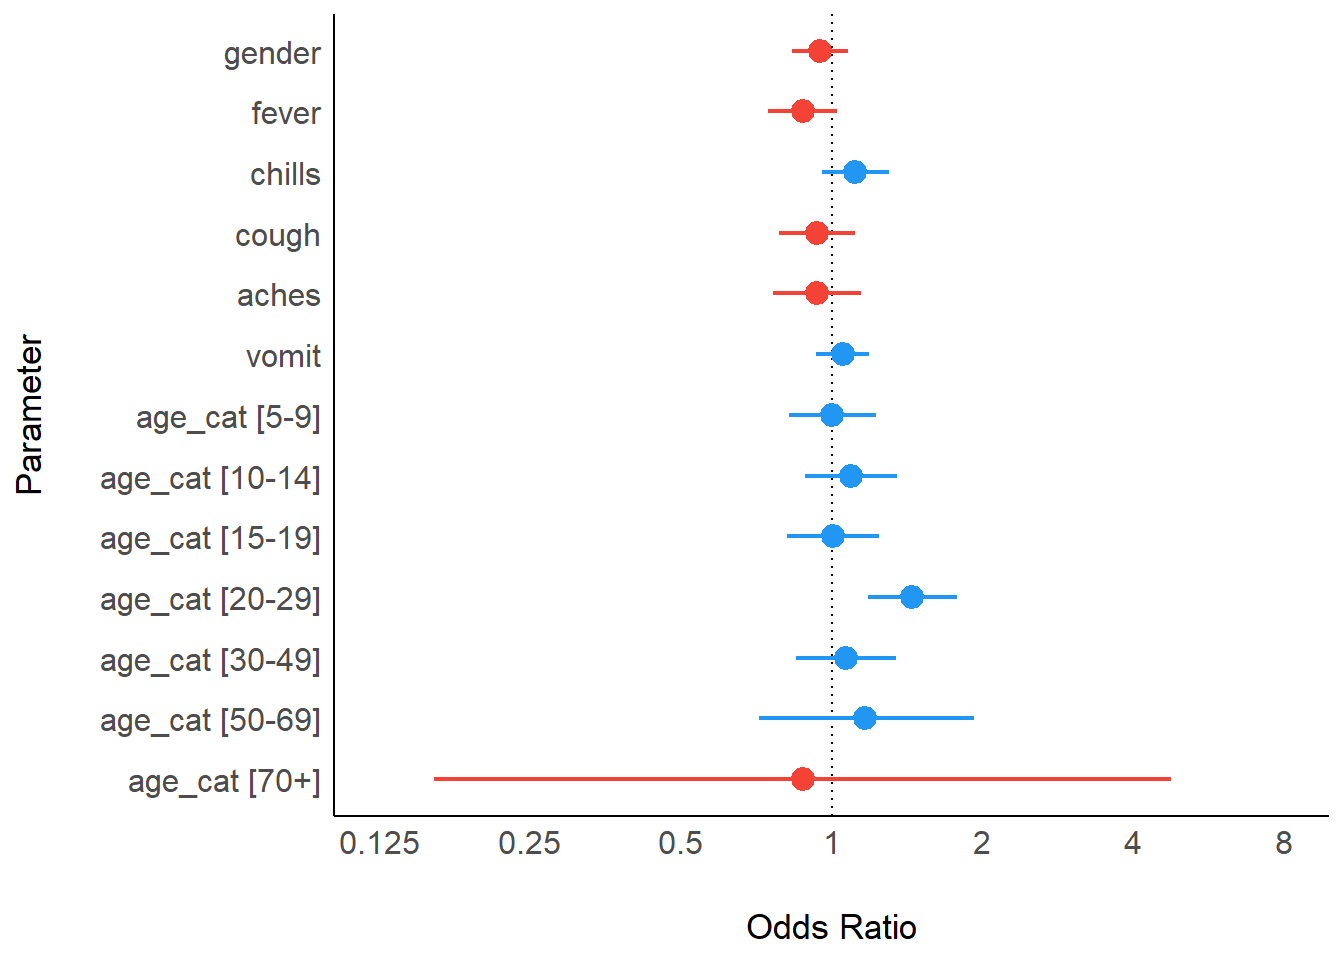 gender
fever
chills
cough
aches
vomit
age_cat [5-9]
age_cat [10-14]
age_cat [15-19]
age_cat [20-29]
age_cat [30-49]
age_cat [50-69]
age_cat [70+]
Parameter
0.125 0.25 0.5 1 2 4 8
Odds Ratio